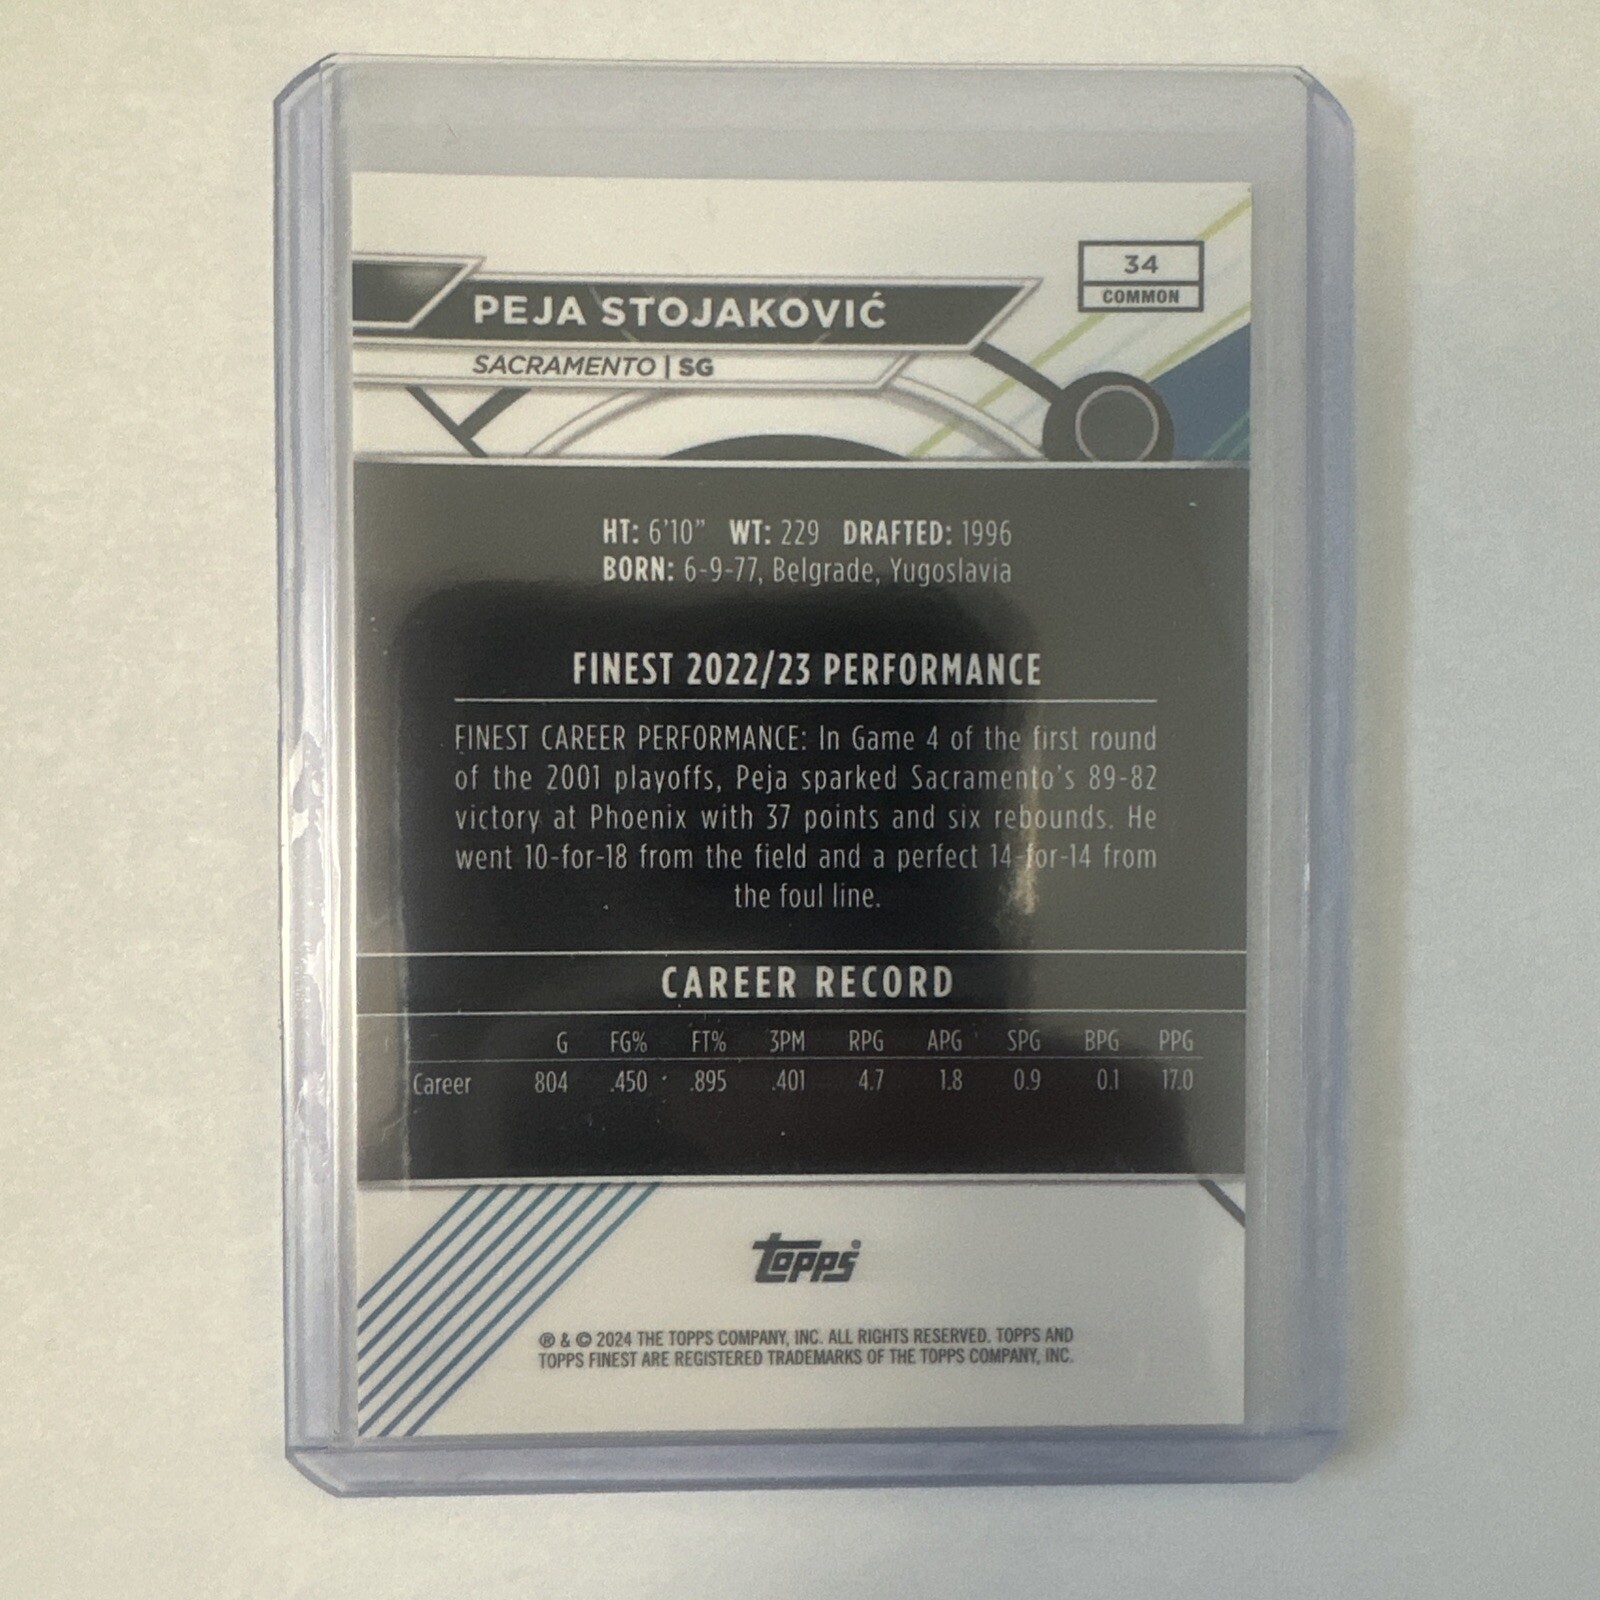 34
COMMON
PEJA STOJAKOVIĆ
SACRAMENTO | SG
HT: 6'10" WT: 229 DRAFTED: 1996
BORN: 6-9-77, Belgrade, Yugoslavia
FINEST 2022/23 PERFORMANCE
FINEST CAREER PERFORMANCE: In Game 4 of the first round
of the 2001 playoffs, Peja sparked Sacramento's 89-82
victory at Phoenix with 37 points and six rebounds. He
went 10-for-18 from the field and a perfect 14-for-14 from
the foul line.
CAREER RECORD
G FG% FT% 3PM RPG APG SPG BPG PPG
Career 804 .450 .895 .401 4.7 1.8 0.9 0.1 17.0
topps
® & © 2024 THE TOPPS COMPANY, INC. ALL RIGHTS RESERVED. TOPPS AND
TOPPS FINEST ARE REGISTERED TRADEMARKS OF THE TOPPS COMPANY, INC.